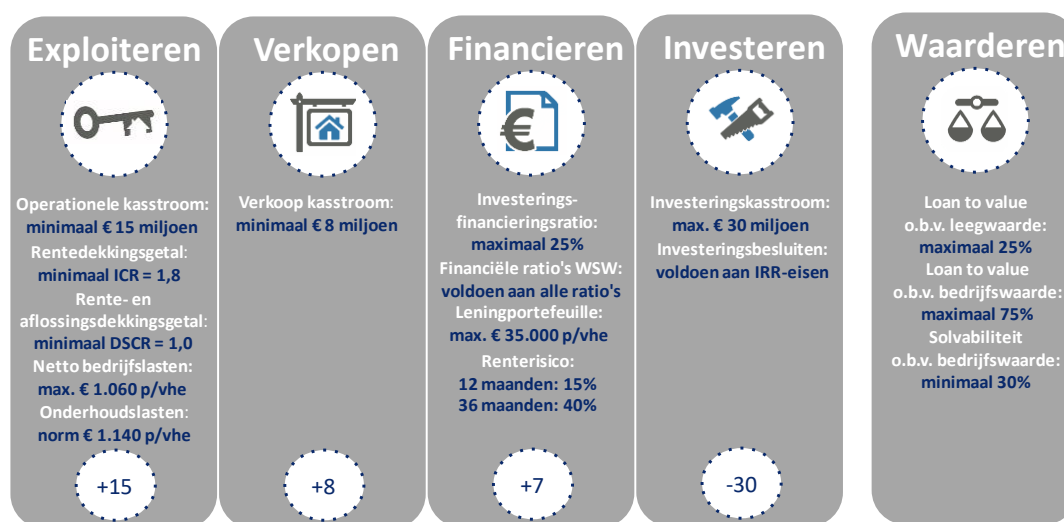 Exploiteren
Operationele kasstroom:
minimaal € 15 miljoen
Rentedekkingsgetal:
minimaal ICR = 1,8
Rente- en
aflossingsdekkingsgetal:
minimaal DSCR = 1,0
Netto bedrijfslasten:
max. € 1.060 p/vhe
Onderhoudslasten:
norm € 1.140 p/vhe
+15
Verkopen
Verkoop kasstroom:
minimaal € 8 miljoen
+8
Financieren
€
Investerings-
financieringsratio:
maximaal 25%
Financiële ratio's WSW:
voldoen aan alle ratio's
Leningportefeuille:
max. € 35.000 p/vhe
Renterisico:
12 maanden: 15%
36 maanden: 40%
+7
Investeren
Investeringskasstroom:
max. € 30 miljoen
Investeringsbesluiten:
voldoen aan IRR-eisen
-30
Waarderen
Loan to value
o.b.v. leegwaarde:
maximaal 25%
Loan to value
o.b.v. bedrijfswaarde:
maximaal 75%
Solvabiliteit
o.b.v. bedrijfswaarde:
minimaal 30%